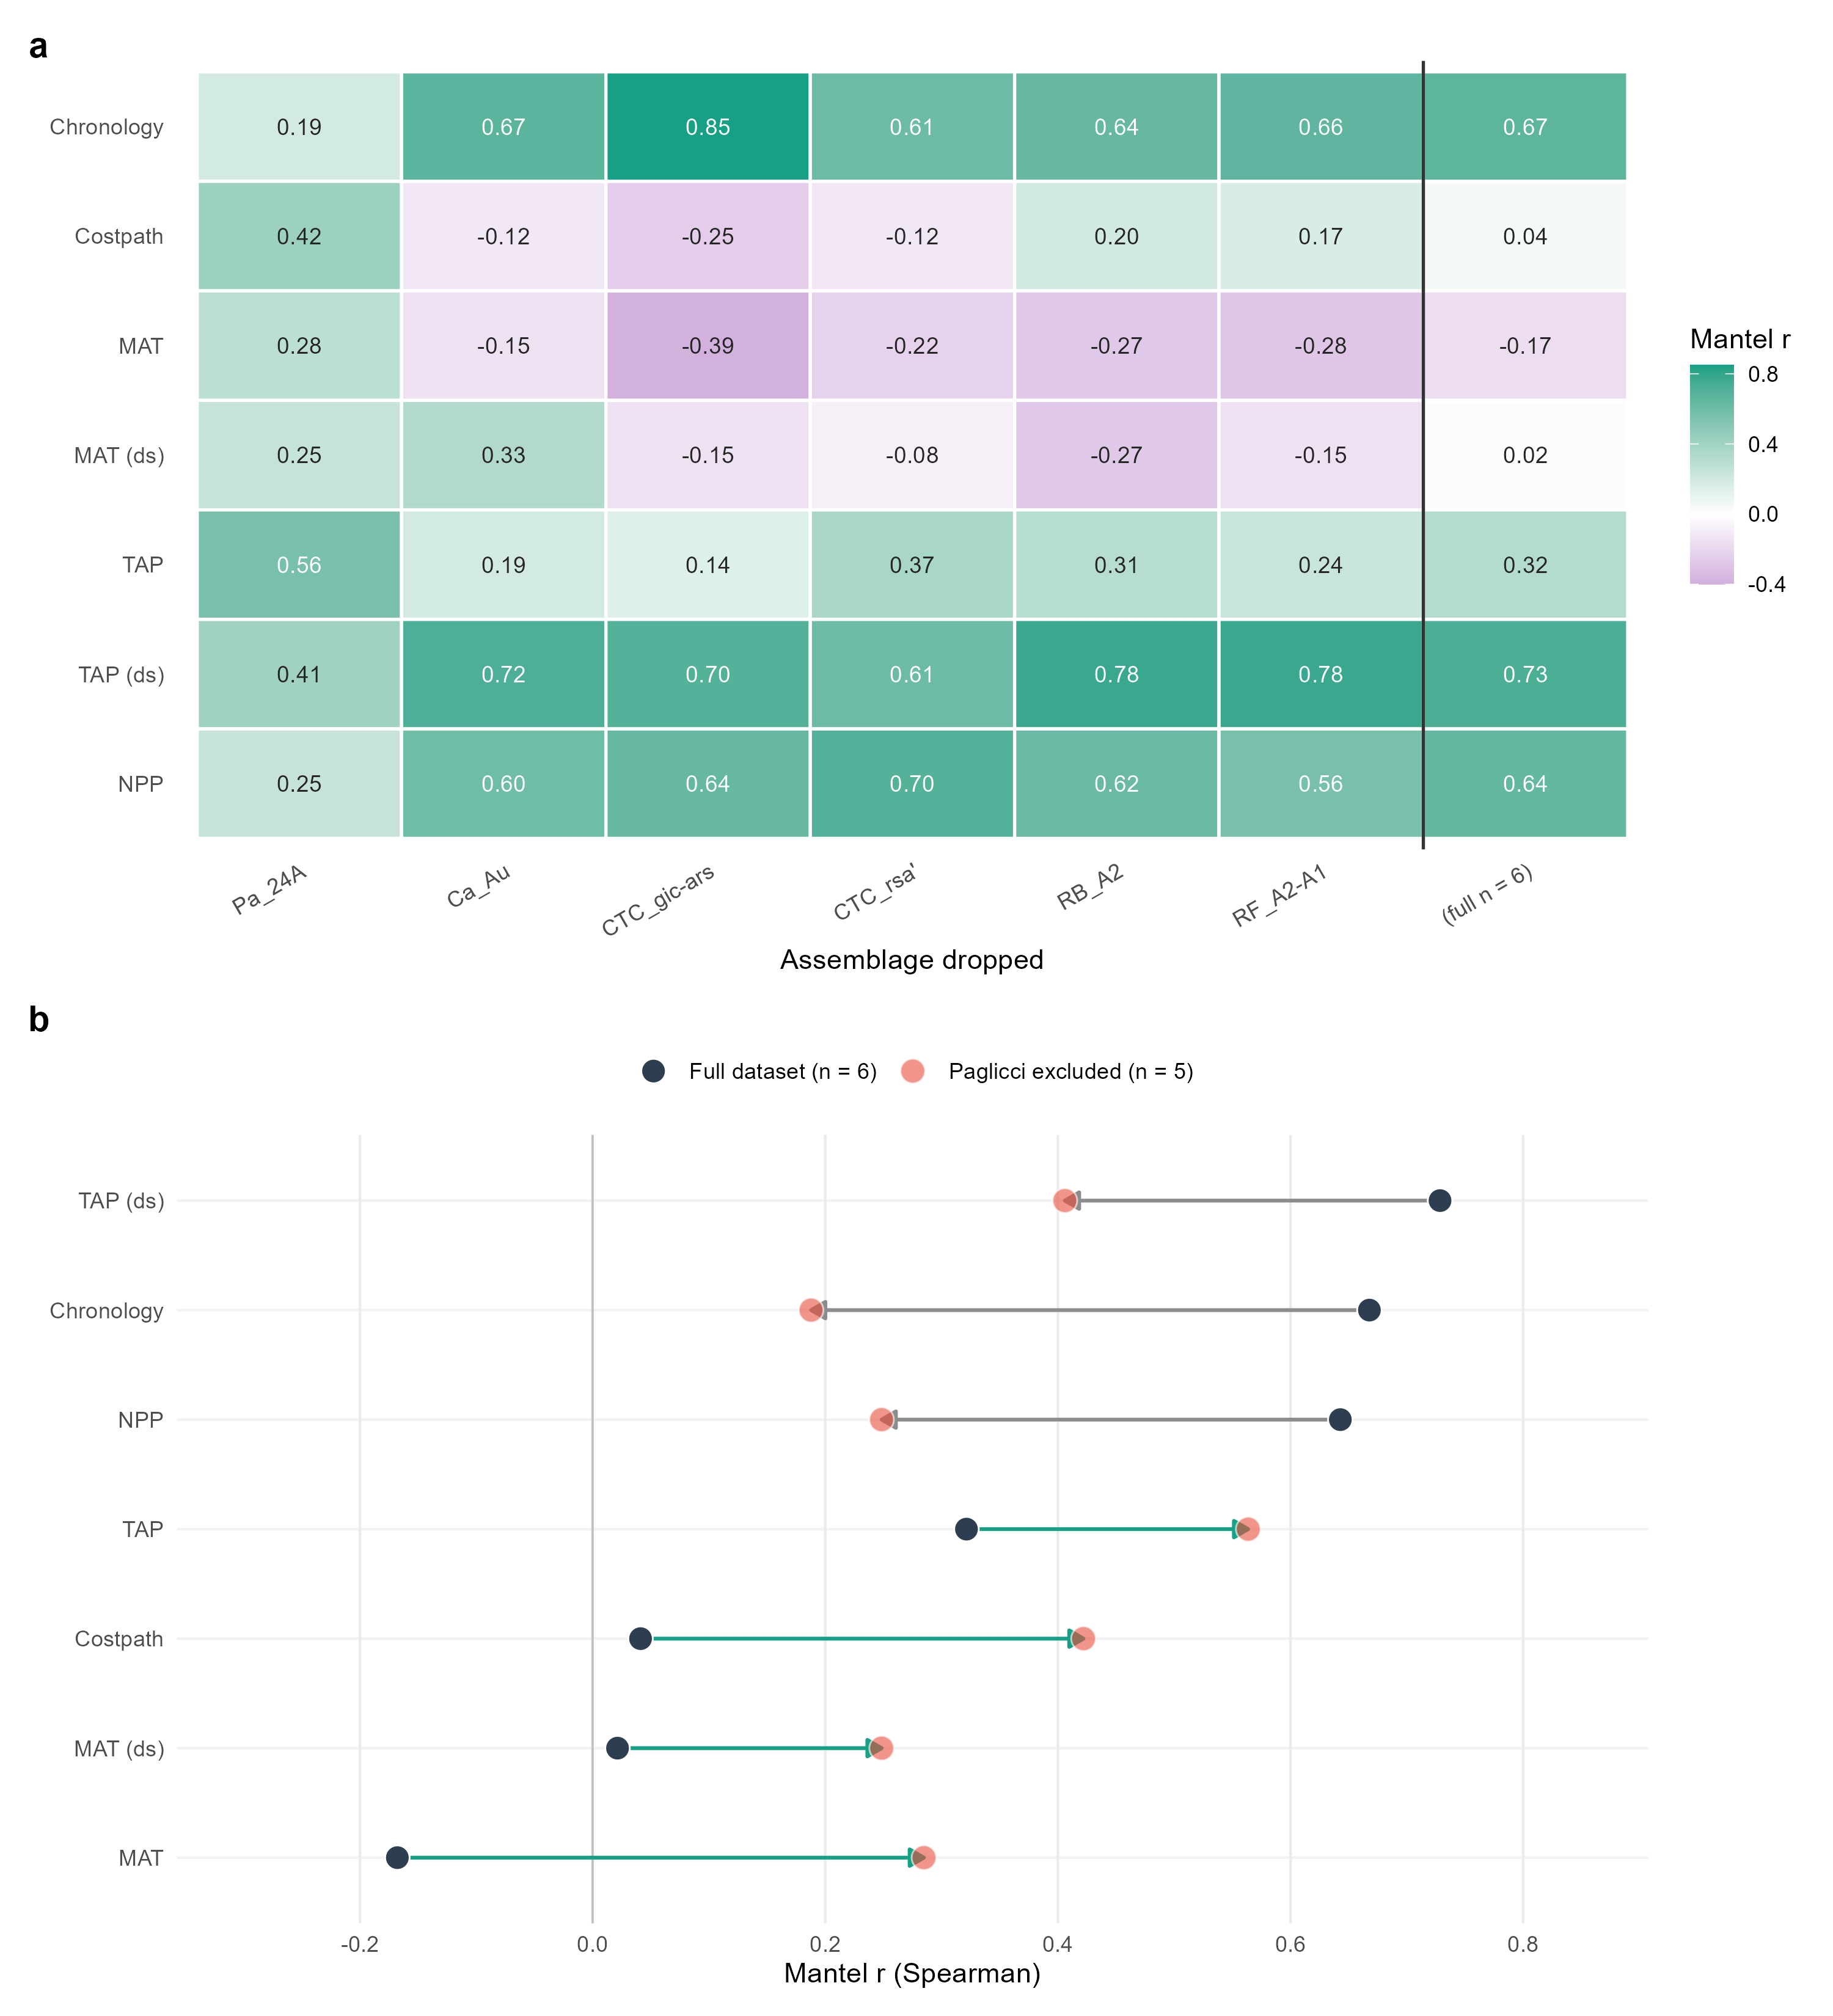 a
Chronology 0.19 0.67 0.85 0.61 0.64 0.66 0.67
Costpath 0.42 -0.12 -0.25 -0.12 0.20 0.17 0.04
MAT 0.28 -0.15 -0.39 -0.22 -0.27 -0.28 -0.17
MAT (ds) 0.25 0.33 -0.15 -0.08 -0.27 -0.15 0.02
TAP 0.56 0.19 0.14 0.37 0.31 0.24 0.32
TAP (ds) 0.41 0.72 0.70 0.61 0.78 0.78 0.73
NPP 0.25 0.60 0.64 0.70 0.62 0.56 0.64
Pa_24A Ca_Au CTC_gic-ars CTC_rsa' RB_A2 RF_A2-A1 (full n = 6)
Assemblage dropped
Mantel r
0.8
0.4
0.0
-0.4
b
Full dataset (n = 6) Paglicci excluded (n = 5)
TAP (ds)
Chronology
NPP
TAP
Costpath
MAT (ds)
MAT
-0.2 0.0 0.2 0.4 0.6 0.8
Mantel r (Spearman)